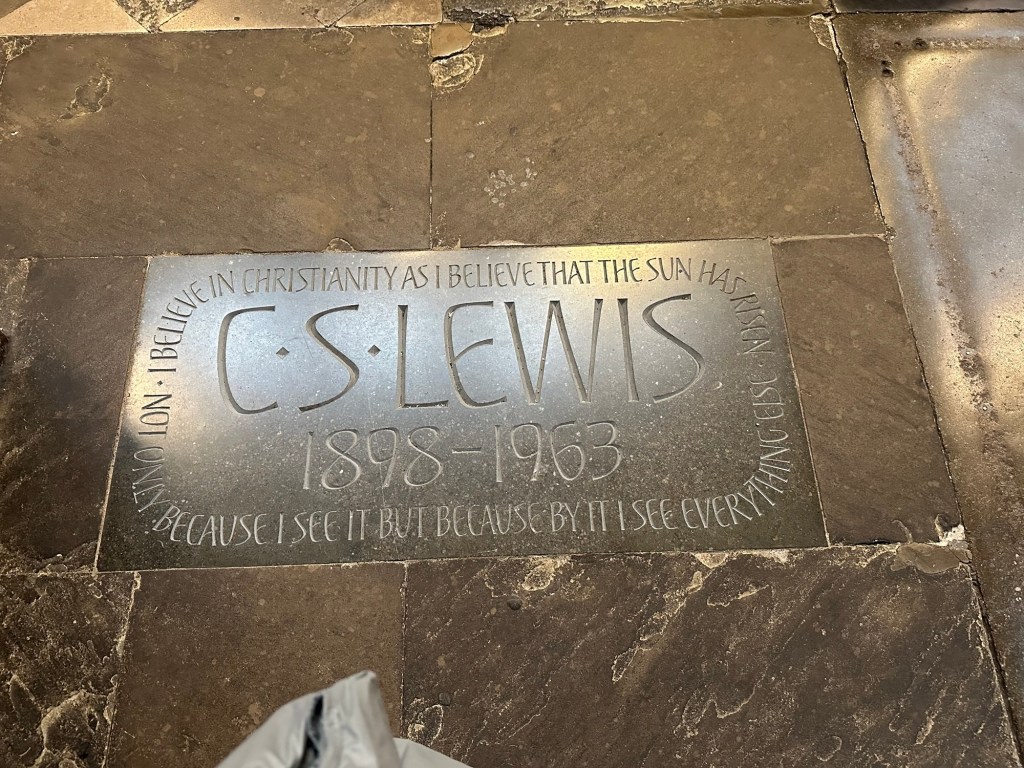 · I BELIEVE IN CHRISTIANITY AS I BELIEVE THAT THE SUN HAS RISEN ·
C·S·LEWIS
1898–1963
NOT ONLY BECAUSE I SEE IT BUT BECAUSE BY IT I SEE EVERYTHING ELSE